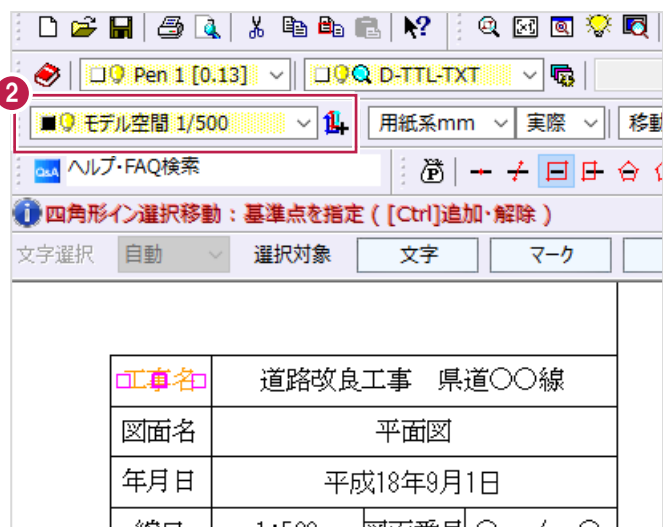 Pen 1 [0.13] D-TTL-TXT
2
モデル空間 1/500 用紙系mm 実際 移動
Q&A ヘルプ・FAQ検索
四角形イン選択移動：基準点を指定 ( [Ctrl]追加・解除 )
文字選択 自動 選択対象 文字 マーク
工事名 道路改良工事 県道〇〇線
図面名 平面図
年月日 平成18年9月1日